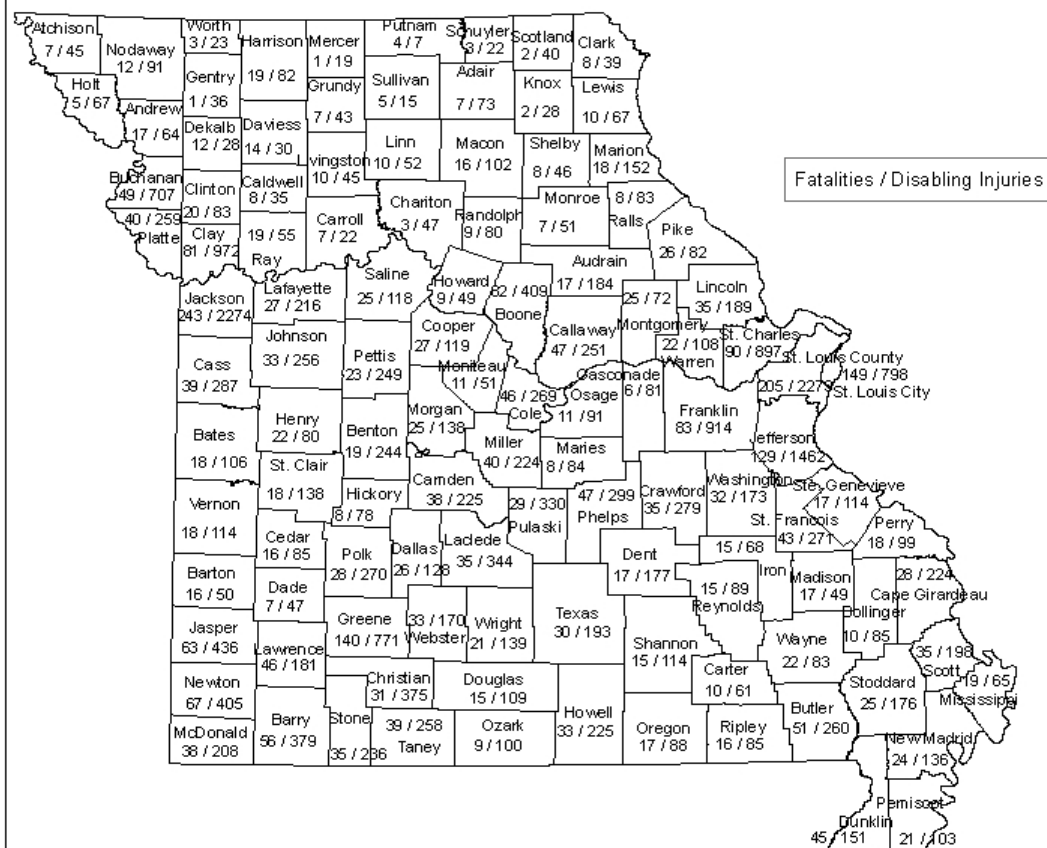 Atchison
7 / 45
Nodaway
12 / 91
Worth
3 / 23
Harrison
19 / 82
Mercer
1 / 19
Putnam
4 / 7
Schuyler
3 / 22
Scotland
2 / 40
Clark
8 / 39
Holt
15 / 67
Andrew
17 / 64
Gentry
1 / 36
Dekalb
12 / 28
Daviess
14 / 30
Grundy
7 / 43
Sullivan
5 / 15
Adair
7 / 73
Knox
2 / 28
Lewis
10 / 67
Livingston
10 / 45
Linn
10 / 52
Macon
16 / 102
Shelby
8 / 46
Marion
18 / 152
Fatalities / Disabling Injuries
Buchanan
49 / 707
Clinton
20 / 83
Caldwell
8 / 35
Carroll
7 / 22
Chariton
3 / 47
Randolph
9 / 80
Monroe
7 / 51
8 / 83
Ralls
Pike
26 / 82
40 / 259
Platte
Clay
81 / 972
19 / 55
Ray
Audrain
17 / 184
Lincoln
35 / 189
Jackson
243 / 2274
Lafayette
27 / 216
Saline
25 / 118
Howard
9 / 49
62 / 409
Boone
Callaway
47 / 251
25 / 72
Montgomery
22 / 108
Warren
St. Charles
90 / 897
St. Louis County
205 / 2279
149 / 798
St. Louis City
Johnson
33 / 256
Cooper
27 / 119
Pettis
23 / 249
Moniteau
11 / 51
46 / 269
Cole
Osage
11 / 91
Gasconade
6 / 81
Franklin
83 / 914
Jefferson
129 / 1462
Cass
39 / 287
Bates
18 / 106
Henry
22 / 80
Benton
19 / 244
Morgan
25 / 138
Miller
40 / 224
Maries
8 / 84
St. Clair
18 / 138
Hickory
8 / 78
Camden
38 / 225
29 / 330
Pulaski
47 / 299
Phelps
Crawford
35 / 279
Washington
32 / 173
Ste. Genevieve
17 / 114
St. Francois
43 / 271
Perry
18 / 99
Vernon
18 / 114
Cedar
16 / 85
Polk
28 / 270
Dallas
26 / 128
Laclede
35 / 344
Dent
17 / 177
15 / 68
Iron
15 / 89
Reynolds
Madison
17 / 49
28 / 224
Cape Girardeau
Bollinger
10 / 85
Barton
16 / 50
Dade
7 / 47
Greene
140 / 771
33 / 170
Webster
Wright
21 / 139
Texas
30 / 193
Shannon
15 / 114
Wayne
22 / 83
35 / 198
Scott
19 / 65
Mississippi
Jasper
63 / 436
Lawrence
46 / 181
Christian
31 / 375
Douglas
15 / 109
Carter
10 / 61
Stoddard
25 / 176
Newton
67 / 405
McDonald
38 / 208
Barry
56 / 379
Stone
35 / 236
39 / 258
Taney
Ozark
9 / 100
Howell
33 / 225
Oregon
17 / 88
Ripley
16 / 85
Butler
51 / 260
New Madrid
24 / 136
Pemiscot
21 / 103
Dunklin
45 / 151